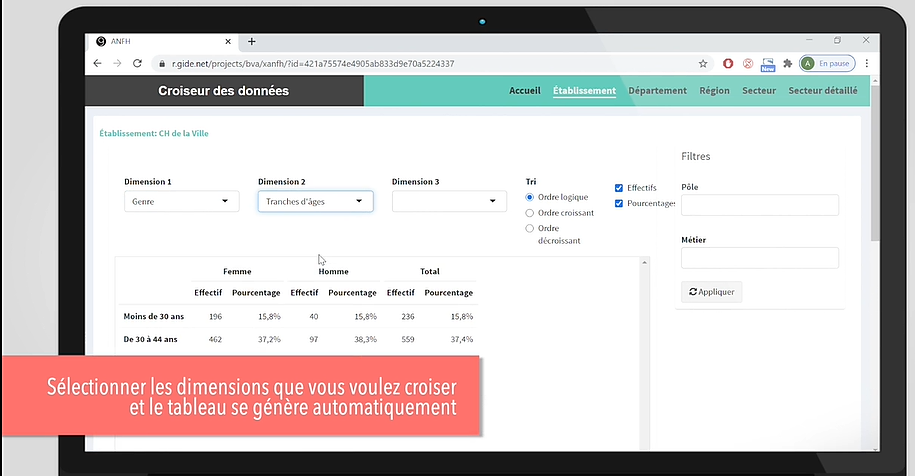 ANFH
r.gide.net/projects/bva/xanfh/?id=421a75574e4905ab833d9e70a5224337
New
A En pause
Croiseur des données
Accueil Établissement Département Région Secteur Secteur détaillé
Établissement: CH de la Ville
Filtres
Dimension 1 Dimension 2 Dimension 3 Tri
Genre Tranches d'âges
Ordre logique
Ordre croissant
Ordre
décroissant
Effectifs
Pourcentages
Pôle
Métier
Appliquer
Femme Homme Total
Effectif Pourcentage Effectif Pourcentage Effectif Pourcentage
Moins de 30 ans 196 15,8% 40 15,8% 236 15,8%
De 30 à 44 ans 462 37,2% 97 38,3% 559 37,4%
Sélectionner les dimensions que vous voulez croiser
et le tableau se génère automatiquement